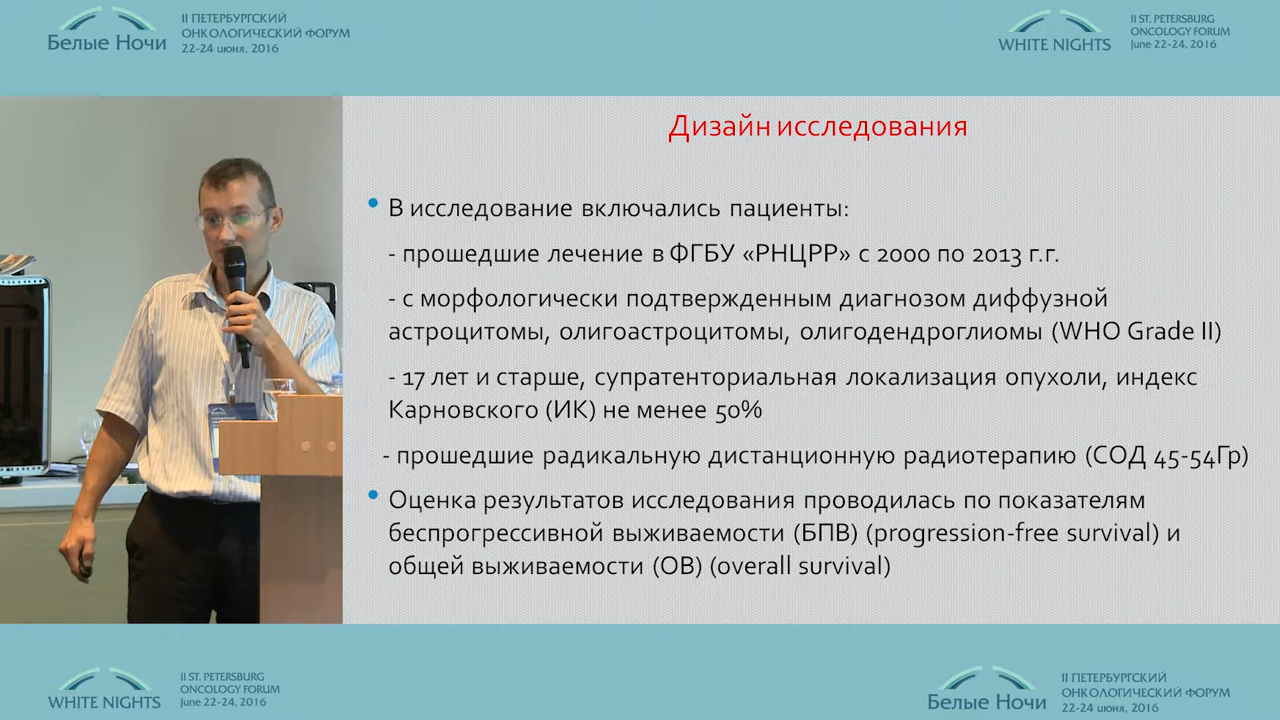 Белые Ночи
II ПЕТЕРБУРГСКИЙ
ОНКОЛОГИЧЕСКИЙ ФОРУМ
22-24 июня, 2016
WHITE NIGHTS
II ST. PETERSBURG
ONCOLOGY FORUM
June 22-24, 2016
Дизайн исследования
• В исследование включались пациенты:
- прошедшие лечение в ФГБУ «РНЦРР» с 2000 по 2013 г.г.
- с морфологически подтвержденным диагнозом диффузной
астроцитомы, олигоастроцитомы, олигодендроглиомы (WHO Grade II)
- 17 лет и старше, супратенториальная локализация опухоли, индекс
Карновского (ИК) не менее 50%
- прошедшие радикальную дистанционную радиотерапию (СОД 45-54Гр)
• Оценка результатов исследования проводилась по показателям
беспрогрессивной выживаемости (БПВ) (progression-free survival) и
общей выживаемости (ОВ) (overall survival)
WHITE NIGHTS
II ST. PETERSBURG
ONCOLOGY FORUM
June 22-24, 2016
Белые Ночи
II ПЕТЕРБУРГСКИЙ
ОНКОЛОГИЧЕСКИЙ ФОРУМ
22-24 июня, 2016